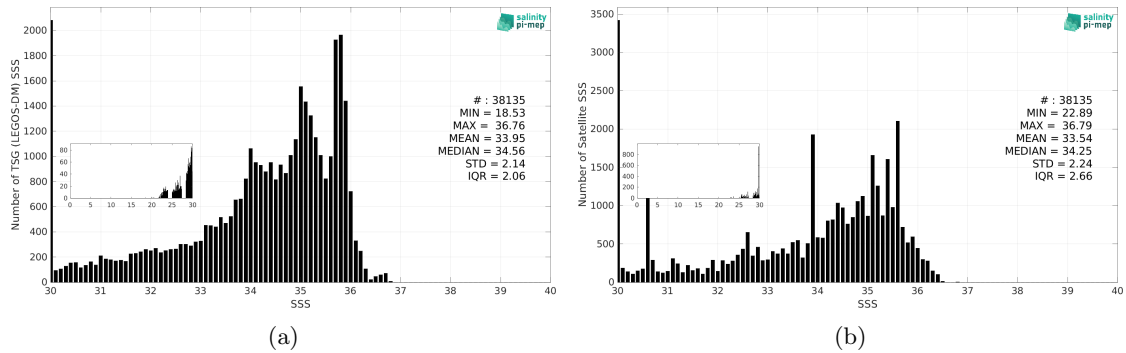 salinity
pi-mep
Number of TSG (LEGOS-DM) SSS
2000
1800
1600
1400
1200
1000
800
600
400
200
0
# : 38135
MIN = 18.53
MAX = 36.76
MEAN = 33.95
MEDIAN = 34.56
STD = 2.14
IQR = 2.06
80
60
40
20
0
0 5 10 15 20 25 30
30 31 32 33 34 35 36 37 38 39 40
SSS
(a)
salinity
pi-mep
Number of Satellite SSS
3500
3000
2500
2000
1500
1000
500
0
# : 38135
MIN = 22.89
MAX = 36.79
MEAN = 33.54
MEDIAN = 34.25
STD = 2.24
IQR = 2.66
800
600
400
200
0
0 5 10 15 20 25 30
30 31 32 33 34 35 36 37 38 39 40
SSS
(b)